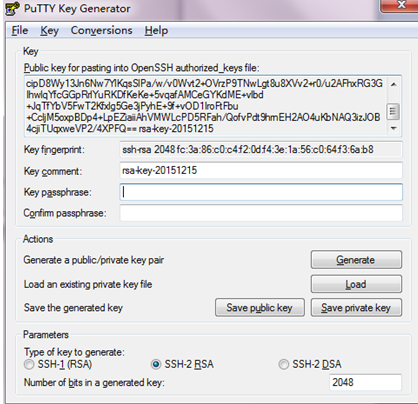 PuTTY Key Generator
File Key Conversions Help
Key
Public key for pasting into OpenSSH authorized_keys file:
cipD8Wy13Jn6Nw7YlKqsSIPa/w/v0Wvt2+OVrzP9TNwLgt8u8XVv2+r0/u2AFhxRG3G
lhwIqYfcGGpRrlYuRKDfKeKe+5vqafAMCeGYKdME+vlbd
+JqTfYbV5FwT2Kfxlg5Ge3jPyhE+9f+vOD1lroFtFbu
+CcljM5oxpBDp4+LpEZiaiiAhVMWLcPD5RFah/QofvPdt9hmEH2AO4uKbNAQ3izJOB
4cjiTUqxweVP2/4XPFQ== rsa-key-20151215
Key fingerprint: ssh-rsa 2048 fc:3a:86:c0:c4:f2:0d:f4:3e:1a:56:c0:64:f3:6a:b8
Key comment: rsa-key-20151215
Key passphrase:
Confirm passphrase:
Actions
Generate a public/private key pair Generate
Load an existing private key file Load
Save the generated key Save public key Save private key
Parameters
Type of key to generate:
SSH-1 (RSA) SSH-2 RSA SSH-2 DSA
Number of bits in a generated key: 2048